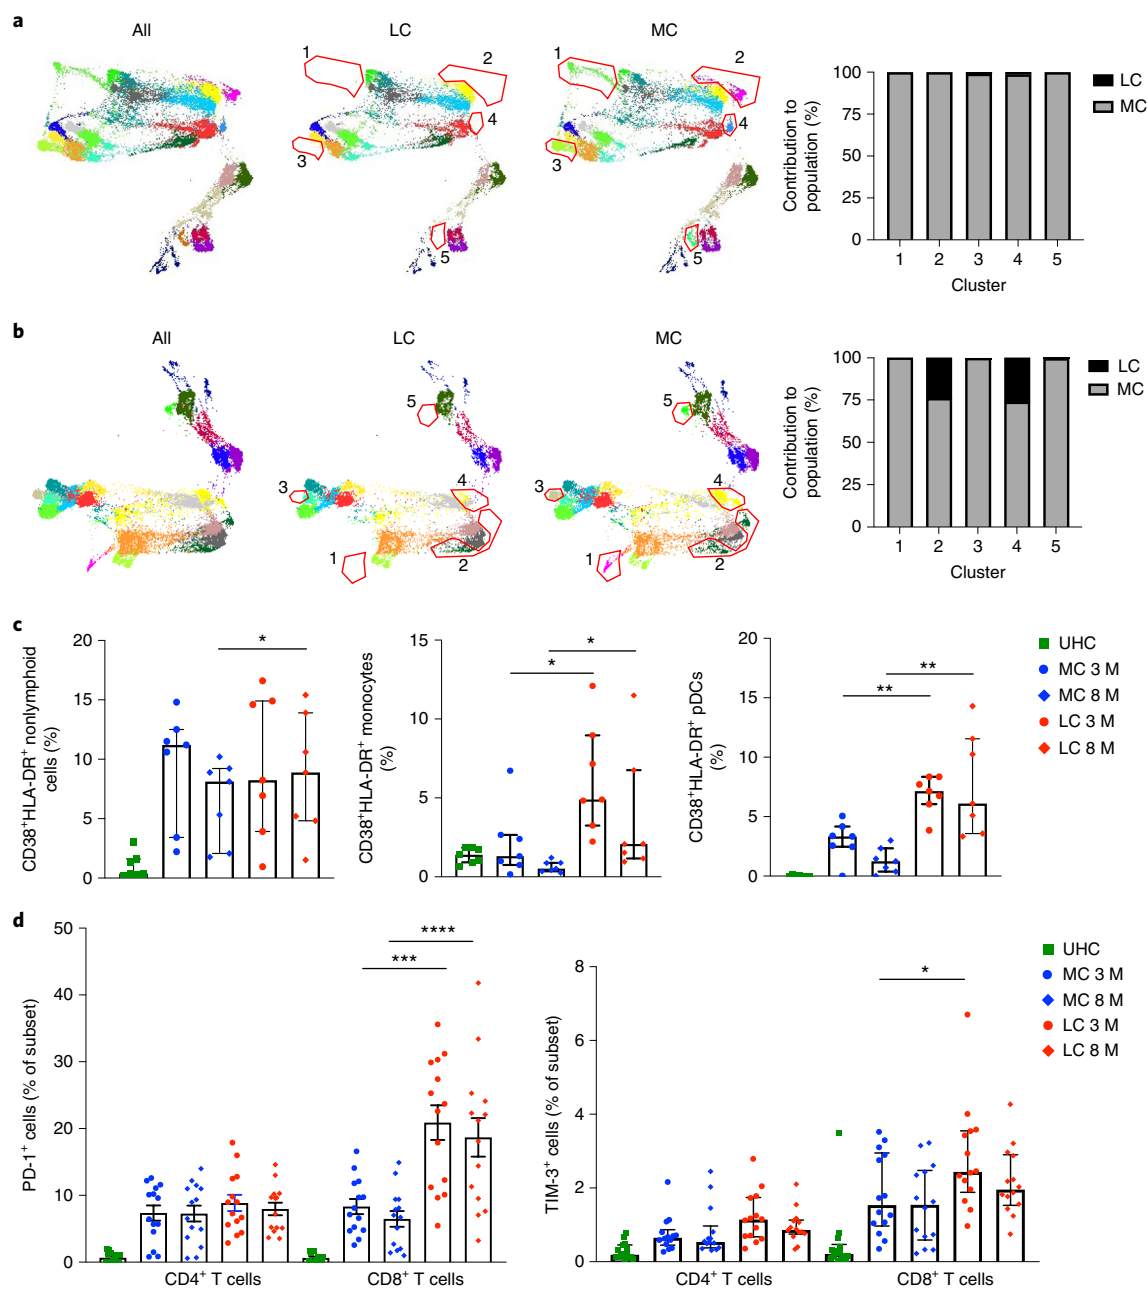 a
All
LC
MC
1
2
3
4
5
1
2
3
4
5
Contribution to
population (%)
100
75
50
25
0
1 2 3 4 5
Cluster
LC
MC
b
All
LC
MC
5
3
4
1
2
5
3
4
1
2
Contribution to
population (%)
100
75
50
25
0
1 2 3 4 5
Cluster
LC
MC
c
CD38⁺HLA-DR⁺ nonlymphoid
cells (%)
20
15
10
5
0
*
CD38⁺HLA-DR⁺ monocytes
(%)
15
10
5
0
*
*
CD38⁺HLA-DR⁺ pDCs
(%)
20
15
10
5
0
**
**
UHC
MC 3 M
MC 8 M
LC 3 M
LC 8 M
d
PD-1⁺ cells (% of subset)
50
40
30
20
10
0
****
***
CD4⁺ T cells
CD8⁺ T cells
TIM-3⁺ cells (% of subset)
8
6
4
2
0
*
CD4⁺ T cells
CD8⁺ T cells
UHC
MC 3 M
MC 8 M
LC 3 M
LC 8 M